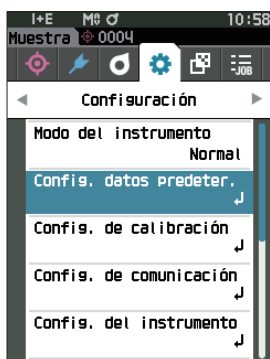 I+E M0 10:58
Muestra 0004
-JOB
Configuración
Modo del instrumento
Normal
Config. datos predeter.
Config. de calibración
Config. de comunicación
Config. del instrumento